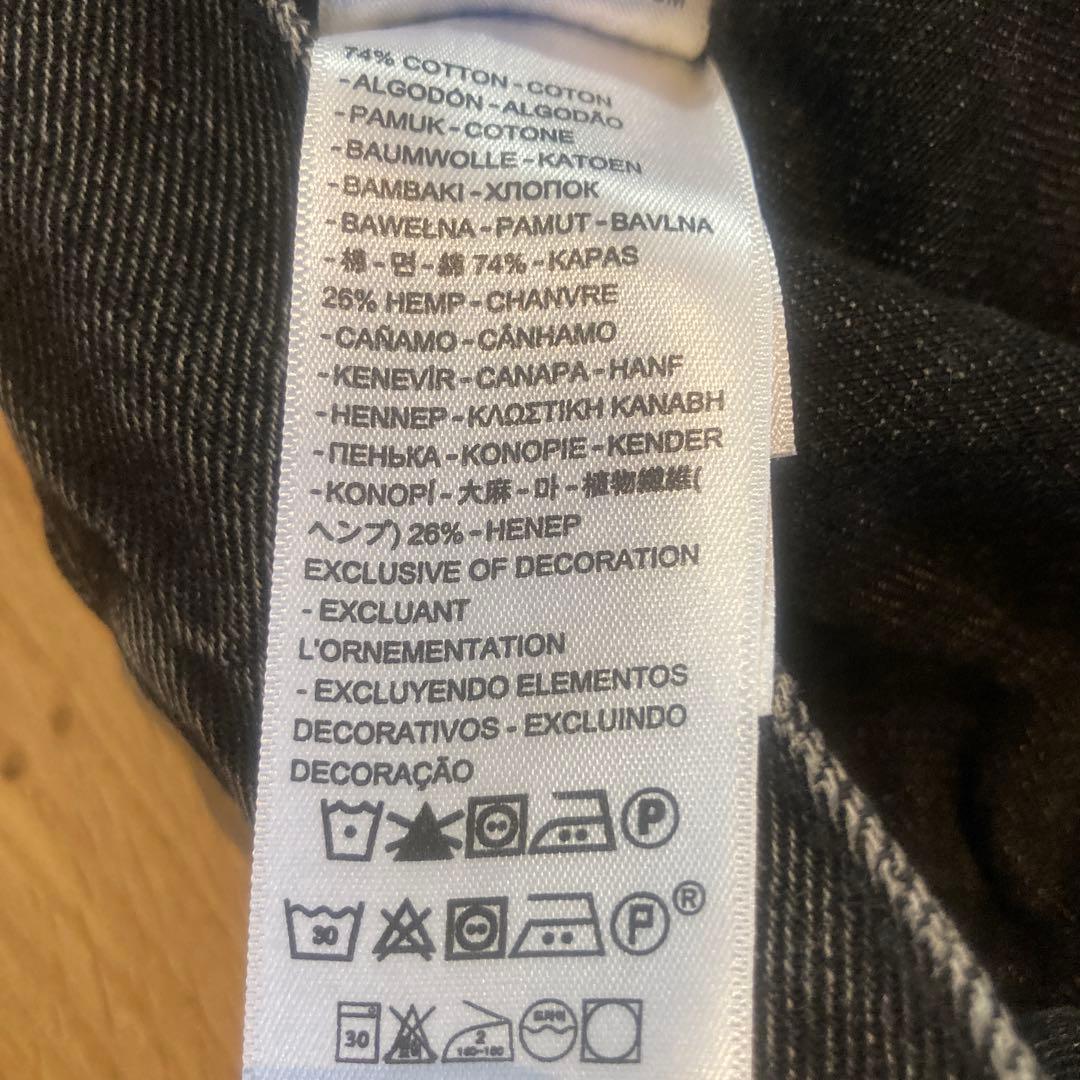 74% COTTON - COTON
- ALGODÓN - ALGODÃO
- PAMUK - COTONE
- BAUMWOLLE - KATOEN
- BAMBAKI - ХЛОПОК
- BAWEŁNA - PAMUT - BAVLNA
- 棉 - 면 - 綿 74% - KAPAS
26% HEMP - CHANVRE
- CAÑAMO - CÂNHAMO
- KENEVİR - CANAPA - HANF
- HENNEP - ΚΛΩΣΤΙΚΗ ΚΑΝΑΒΗ
- ПЕНЬКА - KONOPIE - KENDER
- KONOPÍ - 大麻 - 마 - 植物繊維(
ヘンプ) 26% - HENEP
EXCLUSIVE OF DECORATION
- EXCLUANT
L'ORNEMENTATION
- EXCLUYENDO ELEMENTOS
DECORATIVOS - EXCLUINDO
DECORAÇÃO
P
30 P ®
30 2 드라이